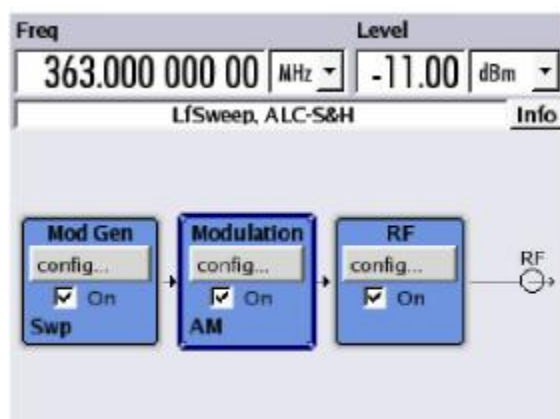 Freq Level
363.000 000 00 MHz -11.00 dBm
LfSweep, ALC-S&H Info
Mod Gen Modulation RF
config... config... config... RF
On On On
Swp AM